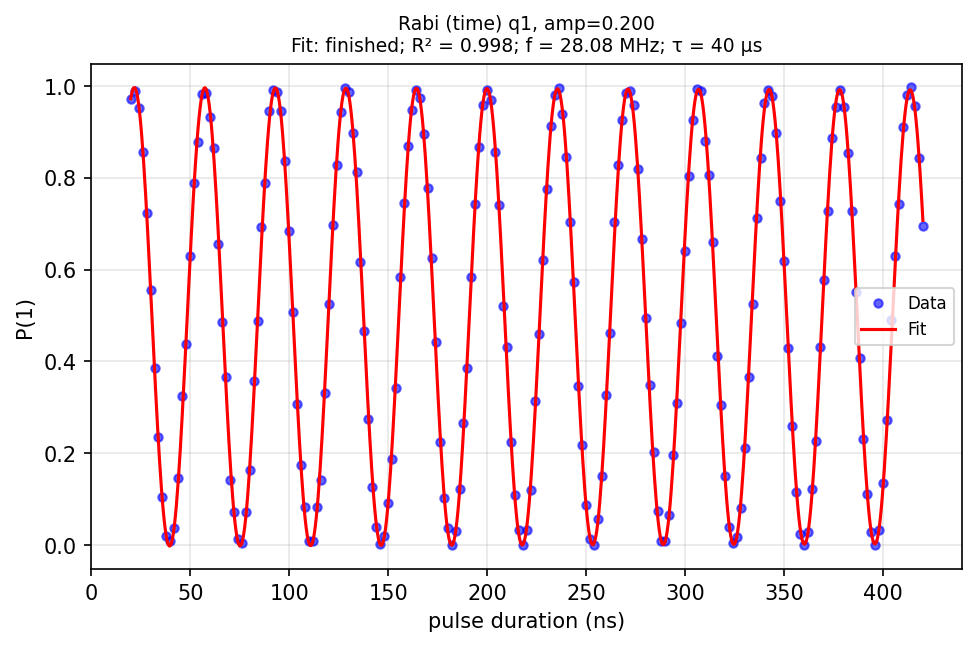 Rabi (time) q1, amp=0.200
Fit: finished; R² = 0.998; f = 28.08 MHz; τ = 40 µs
1.0
0.8
0.6
0.4
0.2
0.0
P(1)
Data
Fit
0 50 100 150 200 250 300 350 400
pulse duration (ns)